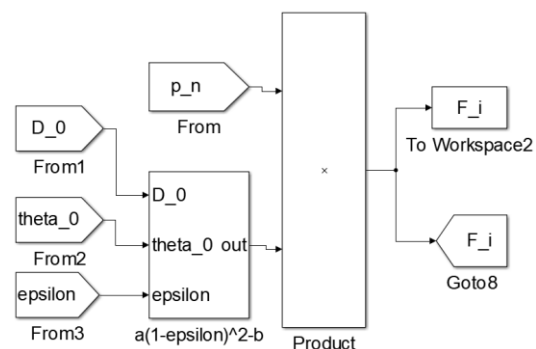 p_n
From
D_0
From1
theta_0
From2
epsilon
From3
D_0
theta_0 out
epsilon
a(1-epsilon)^2-b
×
Product
F_i
To Workspace2
F_i
Goto8